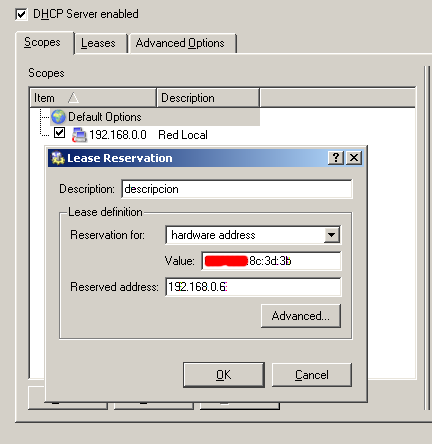 DHCP Server enabled
Scopes Leases Advanced Options
Scopes
Item Description
Default Options
192.168.0.0 Red Local
Lease Reservation
Description: descripcion
Lease definition
Reservation for: hardware address
Value: 8c:3d:3b
Reserved address: 192.168.0.6
Advanced...
OK Cancel